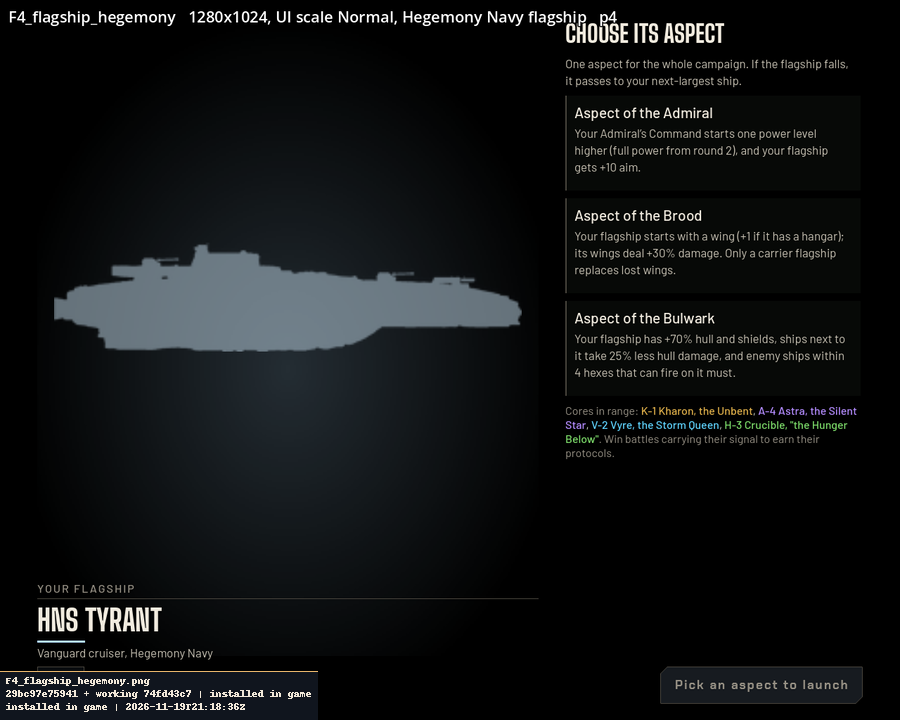 F4_flagship_hegemony   1280x1024, UI scale Normal, Hegemony Navy flagship   p4
CHOOSE ITS ASPECT
One aspect for the whole campaign. If the flagship falls,
it passes to your next-largest ship.
Aspect of the Admiral
Your Admiral's Command starts one power level
higher (full power from round 2), and your flagship
gets +10 aim.
Aspect of the Brood
Your flagship starts with a wing (+1 if it has a hangar);
its wings deal +30% damage. Only a carrier flagship
replaces lost wings.
Aspect of the Bulwark
Your flagship has +70% hull and shields, ships next to
it take 25% less hull damage, and enemy ships within
4 hexes that can fire on it must.
Cores in range: K-1 Kharon, the Unbent, A-4 Astra, the Silent
Star, V-2 Vyre, the Storm Queen, H-3 Crucible, "the Hunger
Below". Win battles carrying their signal to earn their
protocols.
YOUR FLAGSHIP
HNS TYRANT
Vanguard cruiser, Hegemony Navy
F4_flagship_hegemony.png
29bc97e75941 + working 74fd43c7 | installed in game
installed in game | 2026-11-19T21:18:36Z
Pick an aspect to launch